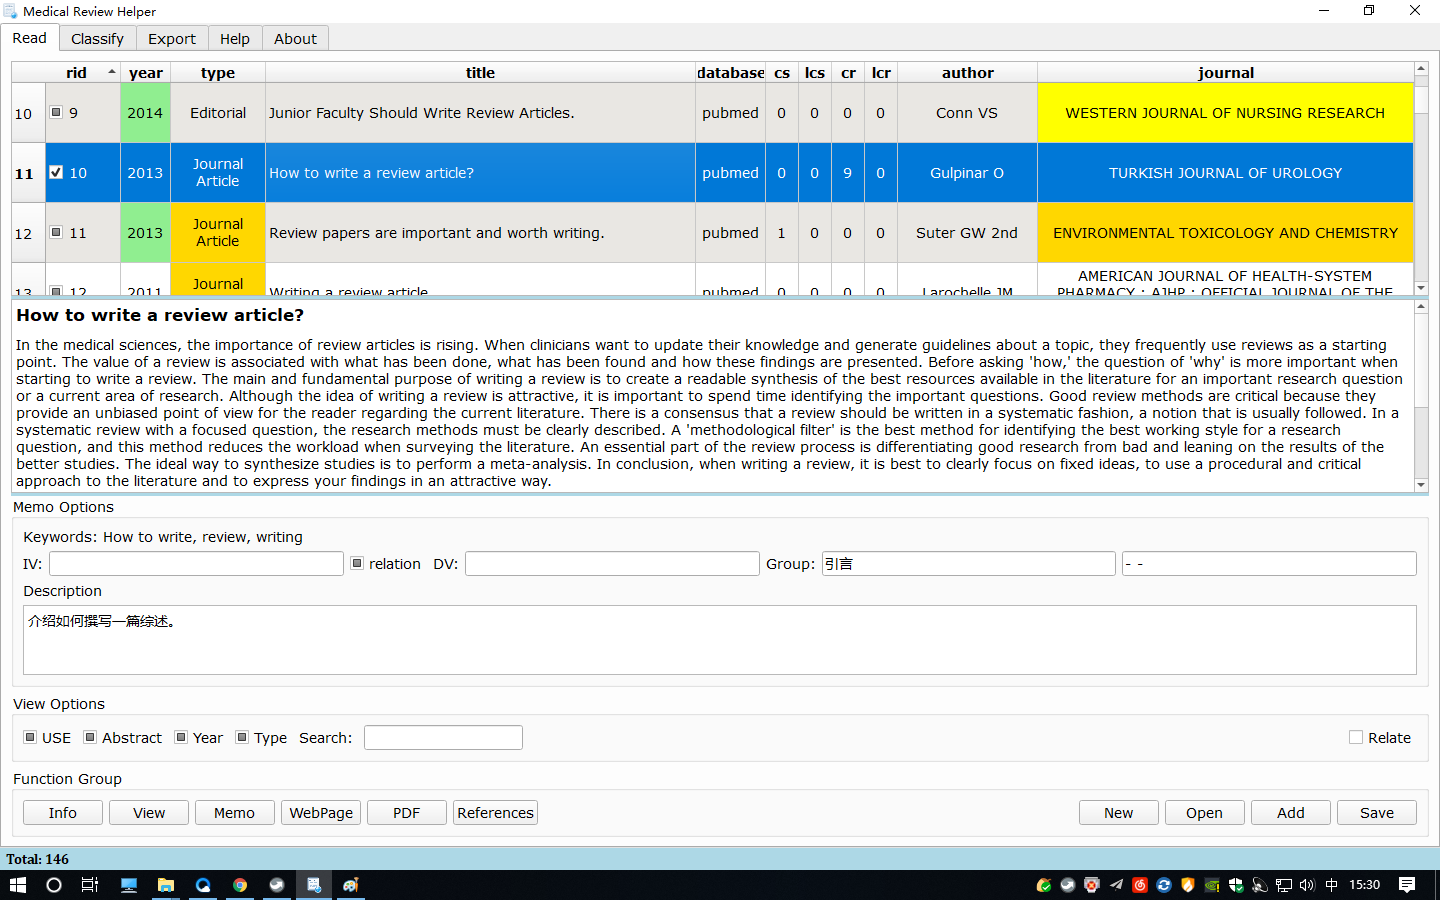 Medical Review Helper
Read Classify Export Help About
rid year type title database cs lcs cr lcr author journal
10 9 2014 Editorial Junior Faculty Should Write Review Articles. pubmed 0 0 0 0 Conn VS WESTERN JOURNAL OF NURSING RESEARCH
11 10 2013 Journal Article How to write a review article? pubmed 0 0 9 0 Gulpinar O TURKISH JOURNAL OF UROLOGY
12 11 2013 Journal Article Review papers are important and worth writing. pubmed 1 0 0 0 Suter GW 2nd ENVIRONMENTAL TOXICOLOGY AND CHEMISTRY
13 12 2011 Journal Writing a review article pubmed 0 0 0 0 Larochelle JM AMERICAN JOURNAL OF HEALTH-SYSTEM
PHARMACY : AJHP : OFFICIAL JOURNAL OF THE
How to write a review article?
In the medical sciences, the importance of review articles is rising. When clinicians want to update their knowledge and generate guidelines about a topic, they frequently use reviews as a starting
point. The value of a review is associated with what has been done, what has been found and how these findings are presented. Before asking 'how,' the question of 'why' is more important when
starting to write a review. The main and fundamental purpose of writing a review is to create a readable synthesis of the best resources available in the literature for an important research question
or a current area of research. Although the idea of writing a review is attractive, it is important to spend time identifying the important questions. Good review methods are critical because they
provide an unbiased point of view for the reader regarding the current literature. There is a consensus that a review should be written in a systematic fashion, a notion that is usually followed. In a
systematic review with a focused question, the research methods must be clearly described. A 'methodological filter' is the best method for identifying the best working style for a research
question, and this method reduces the workload when surveying the literature. An essential part of the review process is differentiating good research from bad and leaning on the results of the
better studies. The ideal way to synthesize studies is to perform a meta-analysis. In conclusion, when writing a review, it is best to clearly focus on fixed ideas, to use a procedural and critical
approach to the literature and to express your findings in an attractive way.
Memo Options
Keywords: How to write, review, writing
IV: relation DV: Group: 引言 - -
Description
介绍如何撰写一篇综述。
View Options
USE Abstract Year Type Search: Relate
Function Group
Info View Memo WebPage PDF References New Open Add Save
Total: 146
中 15:30